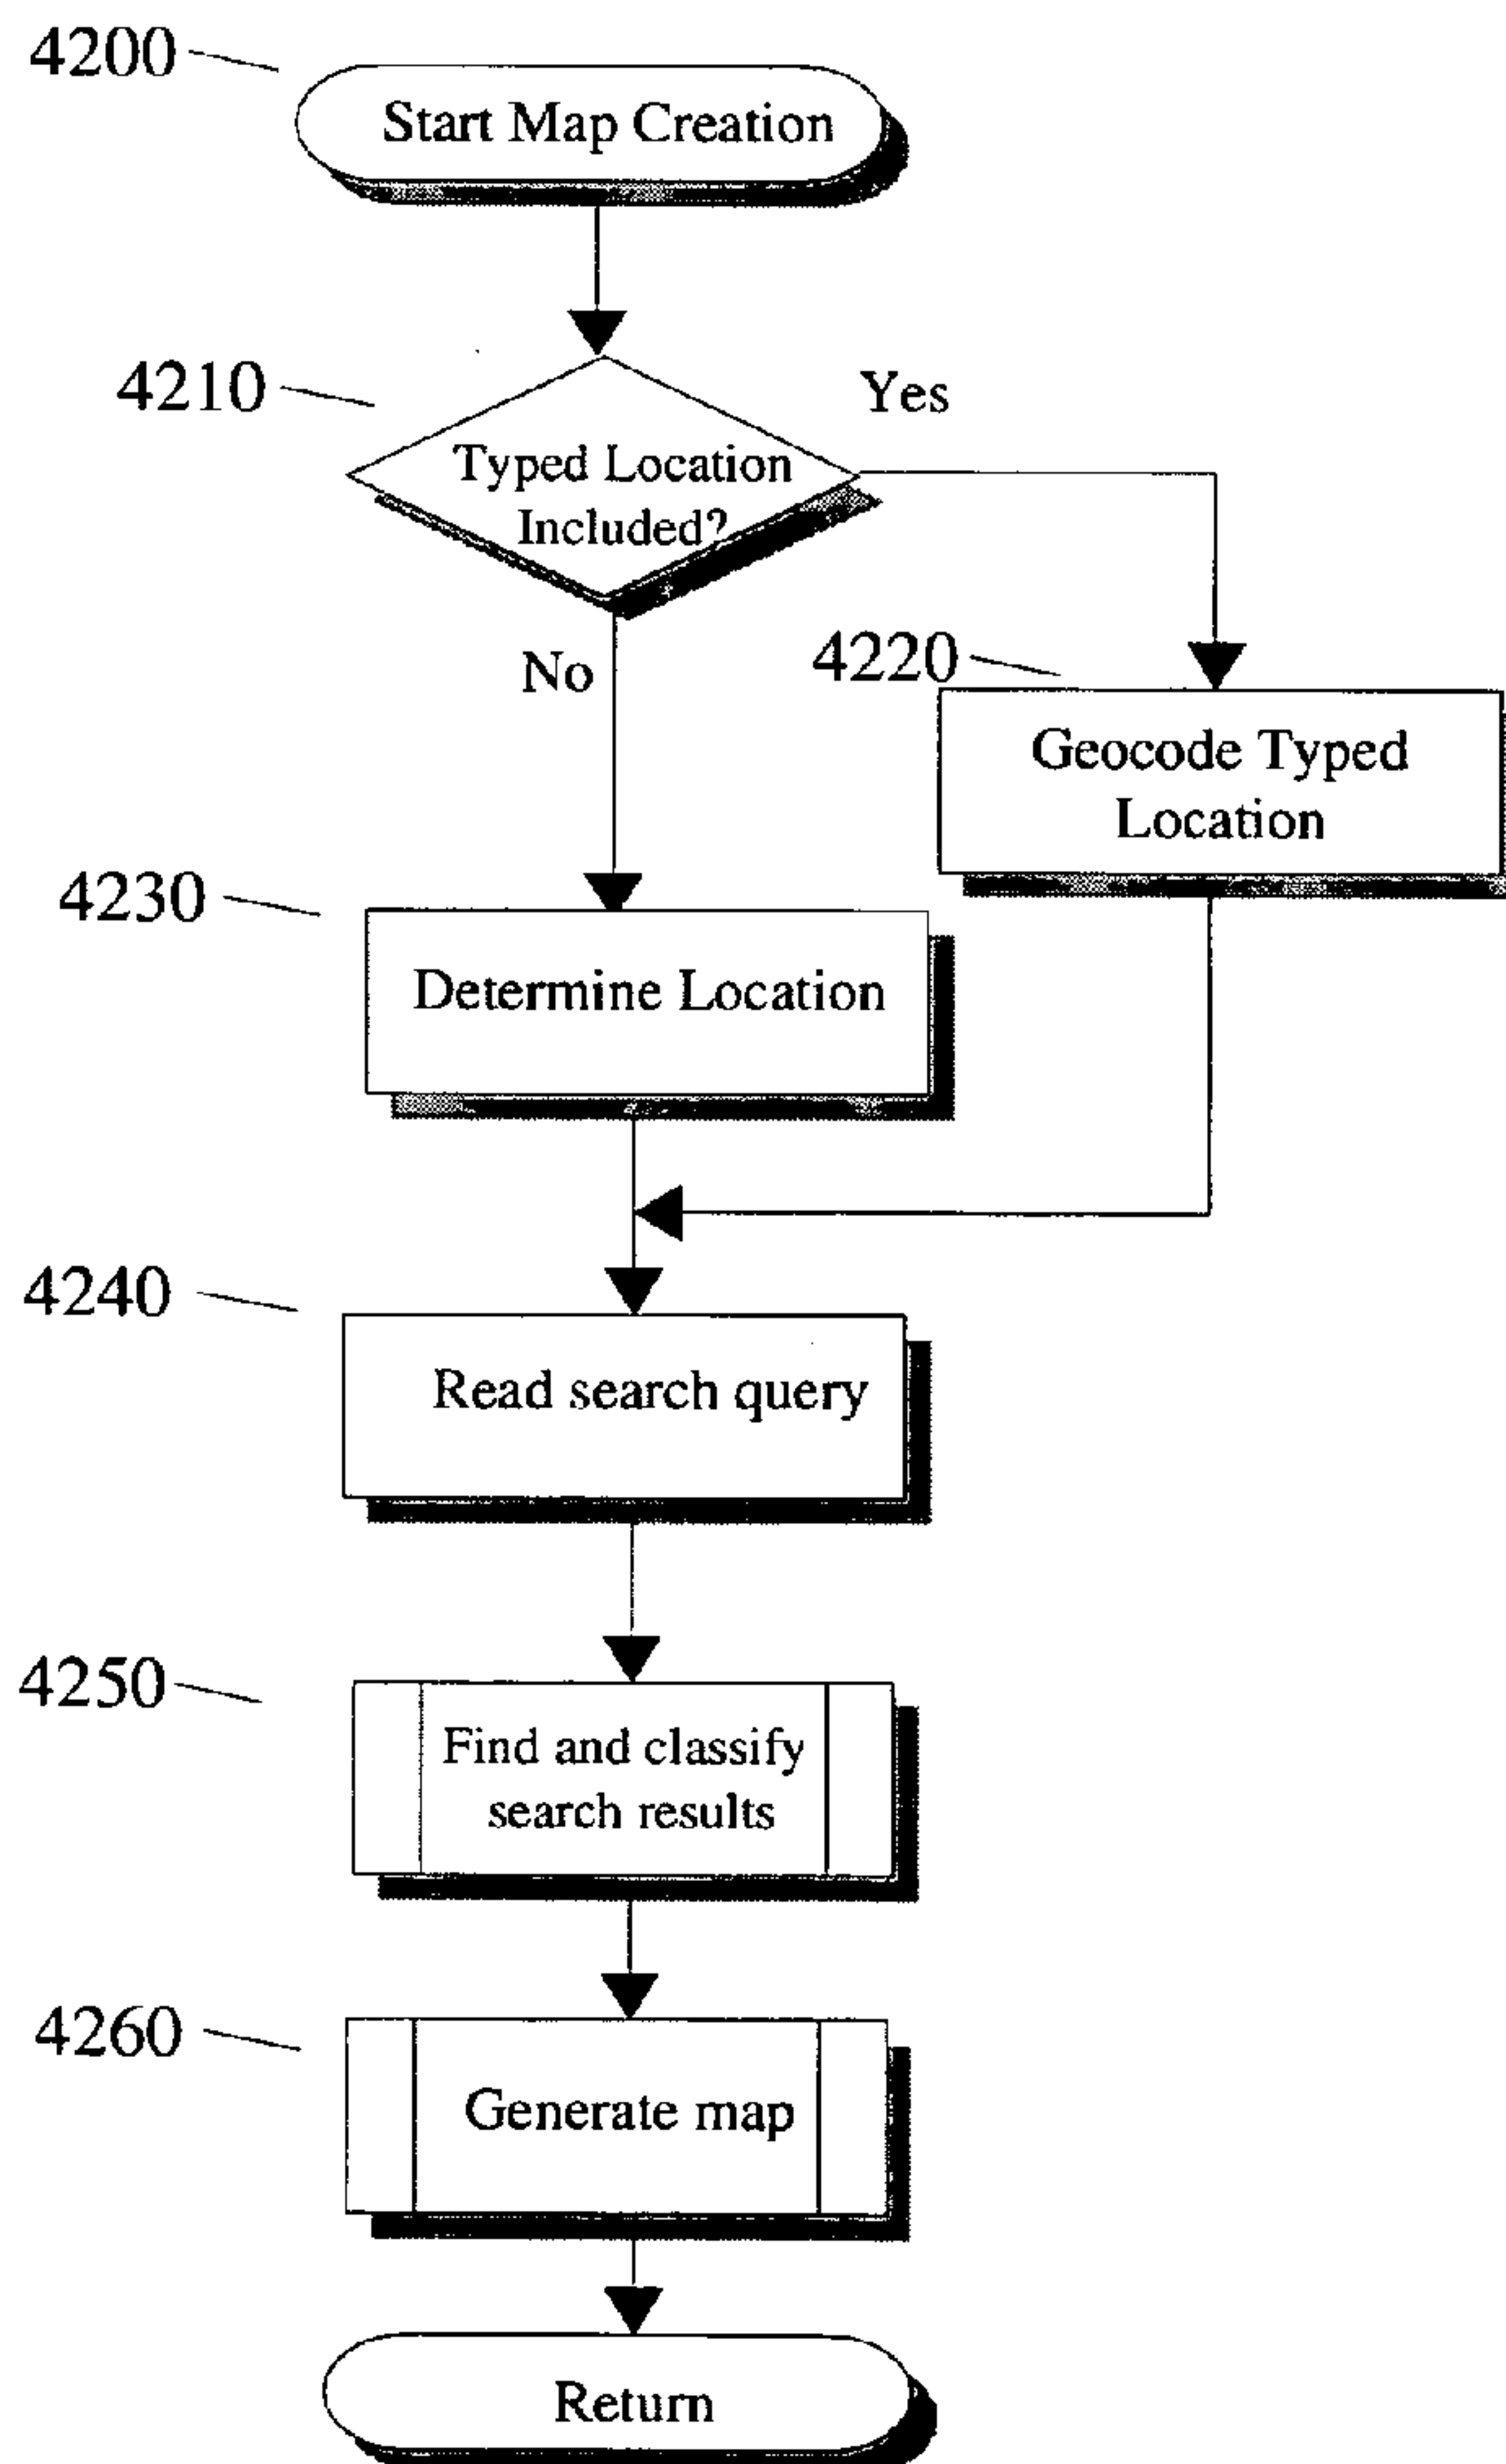 4200
Start Map Creation
4210
Yes
Typed Location
Included?
No
4220
Geocode Typed
Location
4230
Determine Location
4240
Read search query
4250
Find and classify
search results
4260
Generate map
Return